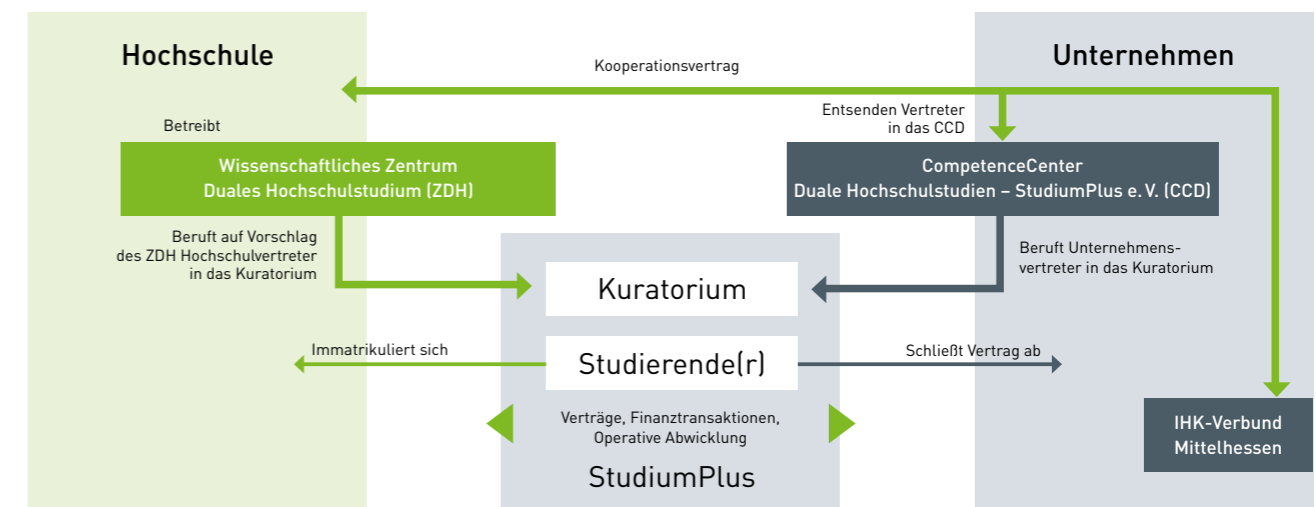 Hochschule
Unternehmen
Kooperationsvertrag
Betreibt
Entsenden Vertreter
in das CCD
Wissenschaftliches Zentrum
Duales Hochschulstudium (ZDH)
CompetenceCenter
Duale Hochschulstudien – StudiumPlus e.V. (CCD)
Beruft auf Vorschlag
des ZDH Hochschulvertreter
in das Kuratorium
Beruft Unternehmens-
vertreter in das Kuratorium
Kuratorium
Immatrikuliert sich
Studierende(r)
Schließt Vertrag ab
Verträge, Finanztransaktionen,
Operative Abwicklung
StudiumPlus
IHK-Verbund
Mittelhessen